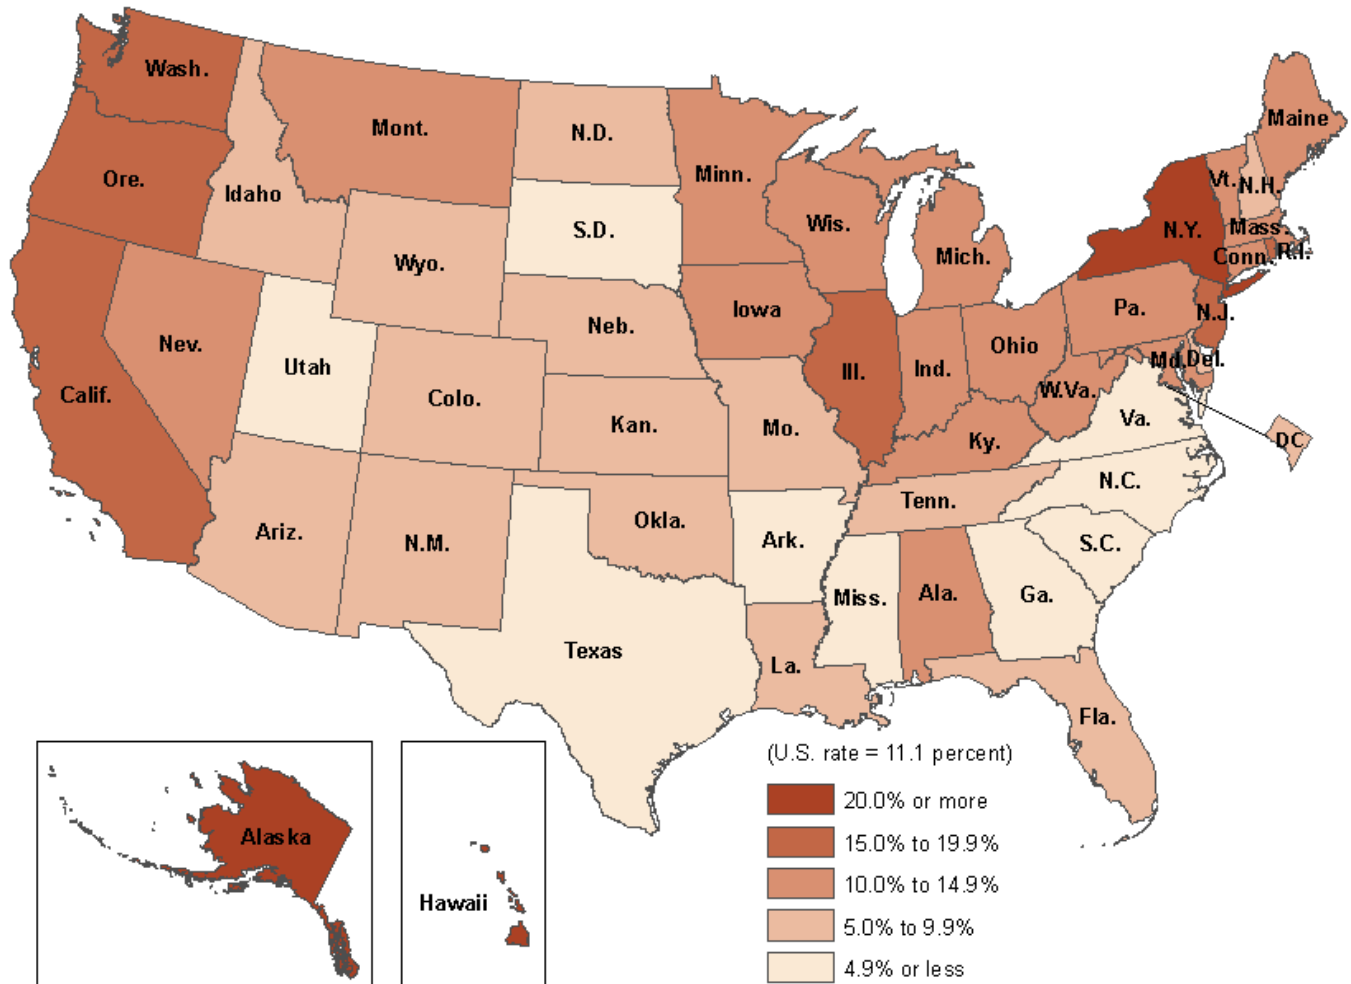 Wash.
Maine
Mont.
N.D.
Minn.
Vt.
N.H.
Ore.
Idaho
Wis.
N.Y.
Mass.
S.D.
Conn.
R.I.
Wyo.
Mich.
Iowa
Pa.
N.J.
Neb.
Nev.
Ohio
Md.
Del.
Utah
Ill.
Ind.
W.Va.
Calif.
Colo.
Kan.
Mo.
Ky.
Va.
DC
N.C.
Tenn.
Ariz.
N.M.
Okla.
Ark.
S.C.
Miss.
Ala.
Ga.
Texas
La.
Fla.
(U.S. rate = 11.1 percent)
20.0% or more
15.0% to 19.9%
10.0% to 14.9%
5.0% to 9.9%
4.9% or less
Alaska
Hawaii